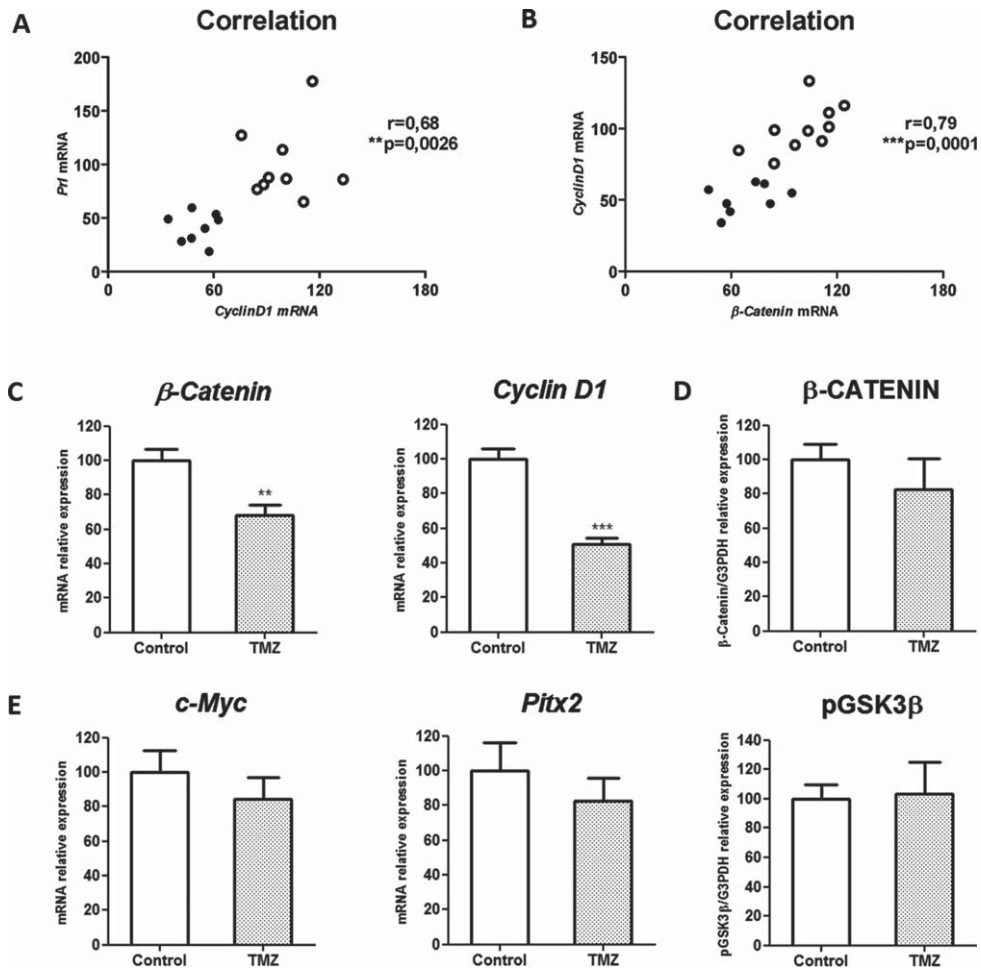 A
Correlation
200
150
100
50
0
Prl mRNA
r=0,68
**p=0,0026
0
60
120
180
CyclinD1 mRNA
B
Correlation
150
100
50
0
CyclinD1 mRNA
r=0,79
***p=0,0001
0
60
120
180
β-Catenin mRNA
C
β-Catenin
120
100
80
60
40
20
0
mRNA relative expression
**
Control
TMZ
Cyclin D1
120
100
80
60
40
20
0
mRNA relative expression
***
Control
TMZ
D
β-CATENIN
120
100
80
60
40
20
0
β-Catenin/G3PDH relative expression
Control
TMZ
E
c-Myc
120
100
80
60
40
20
0
mRNA relative expression
Control
TMZ
Pitx2
120
100
80
60
40
20
0
mRNA relative expression
Control
TMZ
pGSK3β
140
120
100
80
60
40
20
0
pGSK3β/G3PDH relative expression
Control
TMZ